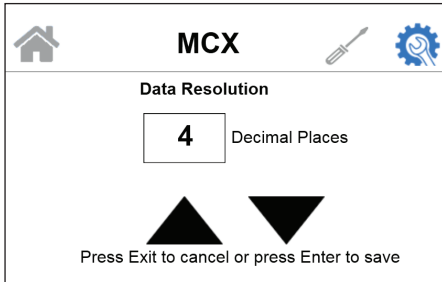 MCX
Data Resolution
4 Decimal Places
Press Exit to cancel or press Enter to save